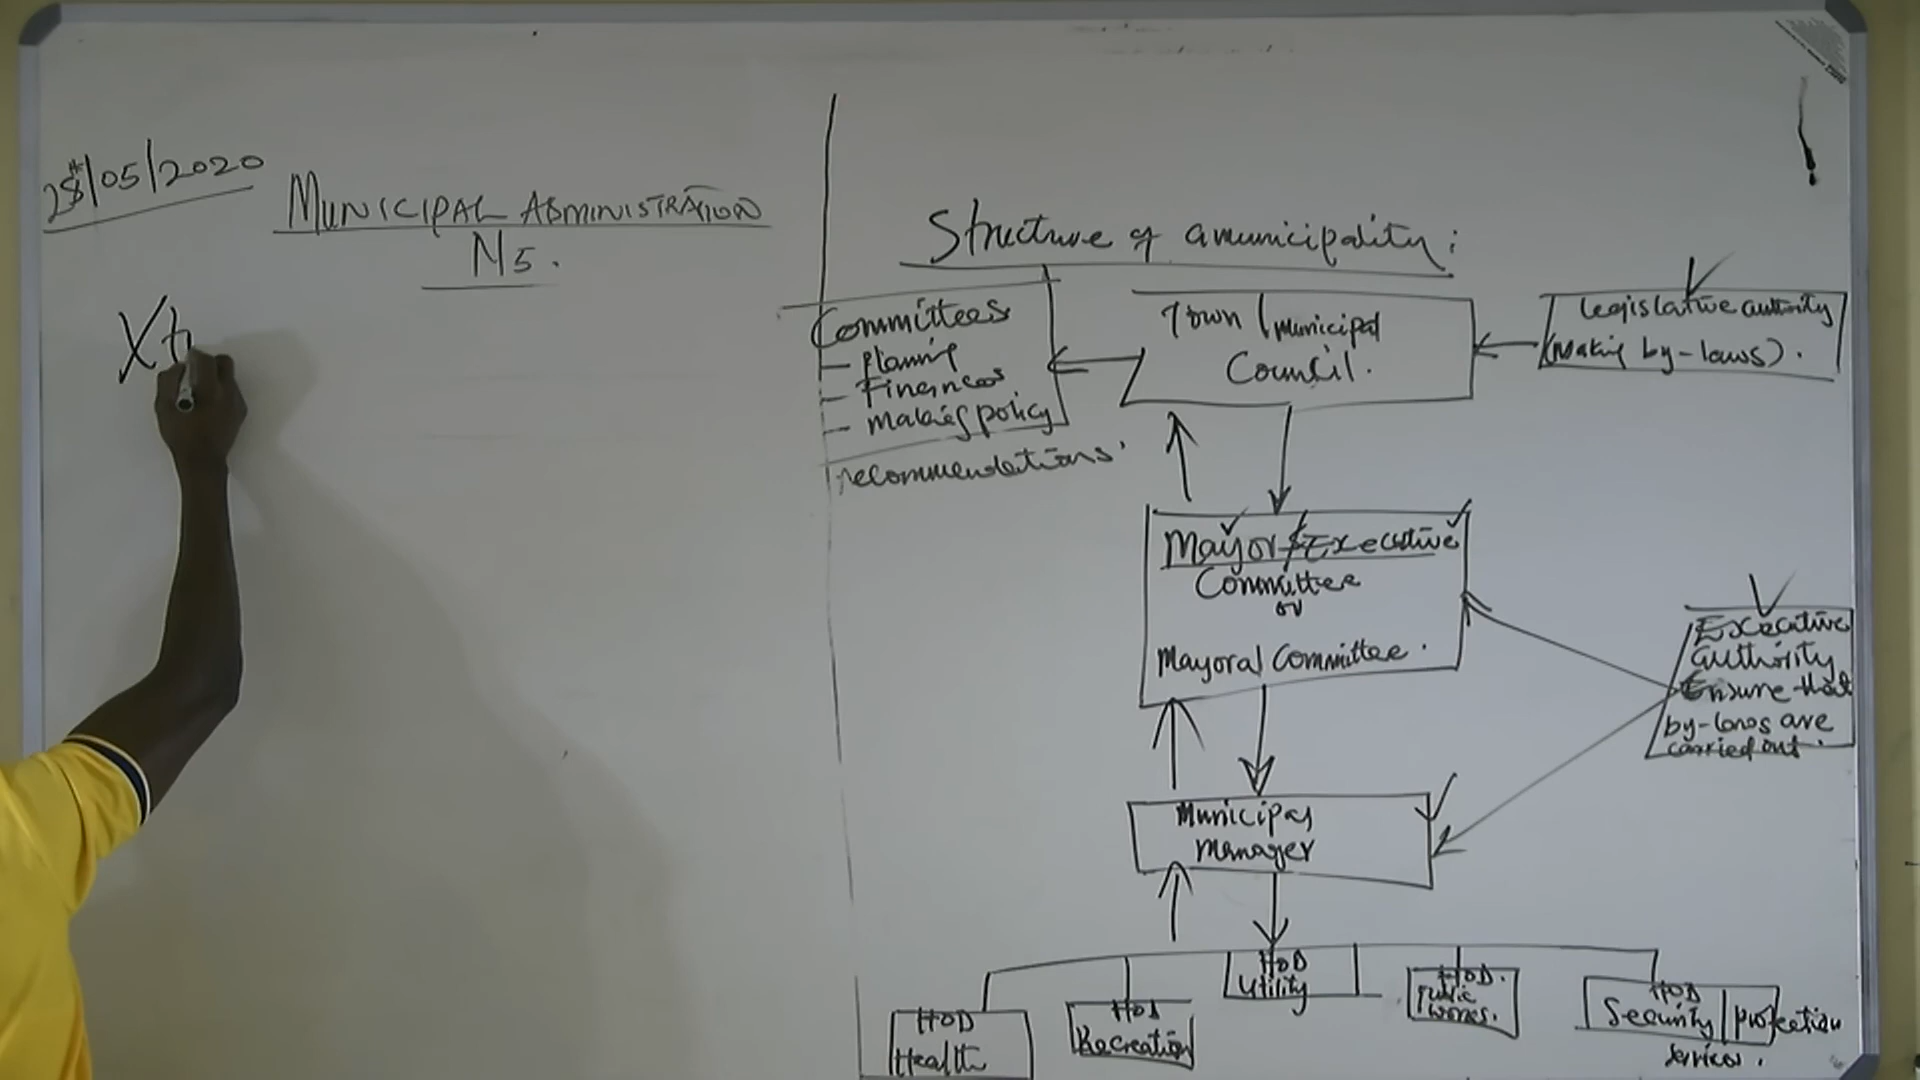 28th/05/2020
MUNICIPAL ADMINISTRATION
N5.
Structure of a municipality:
Committees
- planning
- Finances
- Making policy
recommendations.
Town / Municipal
Council.
Legislative authority
(Making by-laws).
Mayor / Executive
Committee
or
Mayoral Committee.
Executive
authority
Ensure that
by-laws are
carried out.
Municipal
Manager
HOD
Health
HOD
Recreation
HOD
Utility
HOD.
Public
works.
HOD
Security / protection
services.